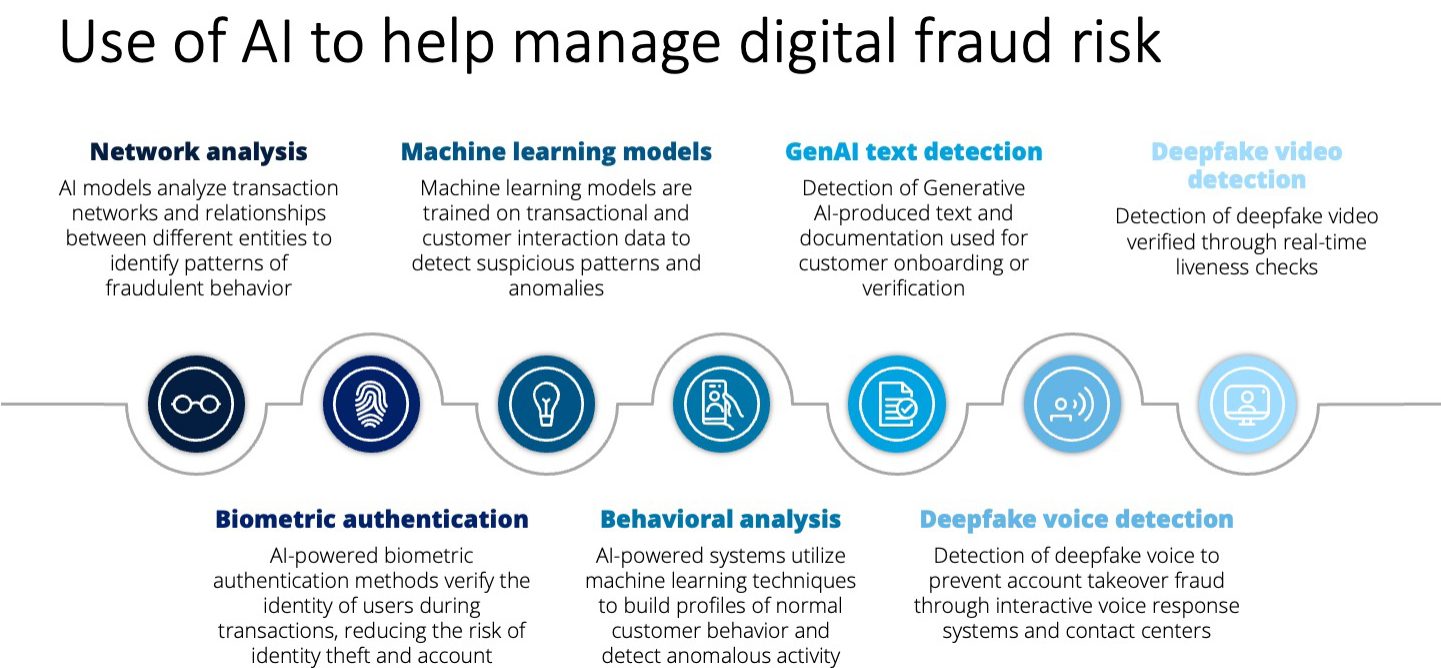 Use of AI to help manage digital fraud risk
Network analysis
AI models analyze transaction
networks and relationships
between different entities to
identify patterns of
fraudulent behavior
Machine learning models
Machine learning models are
trained on transactional and
customer interaction data to
detect suspicious patterns and
anomalies
GenAI text detection
Detection of Generative
AI-produced text and
documentation used for
customer onboarding or
verification
Deepfake video
detection
Detection of deepfake video
verified through real-time
liveness checks
Biometric authentication
AI-powered biometric
authentication methods verify the
identity of users during
transactions, reducing the risk of
identity theft and account
Behavioral analysis
AI-powered systems utilize
machine learning techniques
to build profiles of normal
customer behavior and
detect anomalous activity
Deepfake voice detection
Detection of deepfake voice to
prevent account takeover fraud
through interactive voice response
systems and contact centers